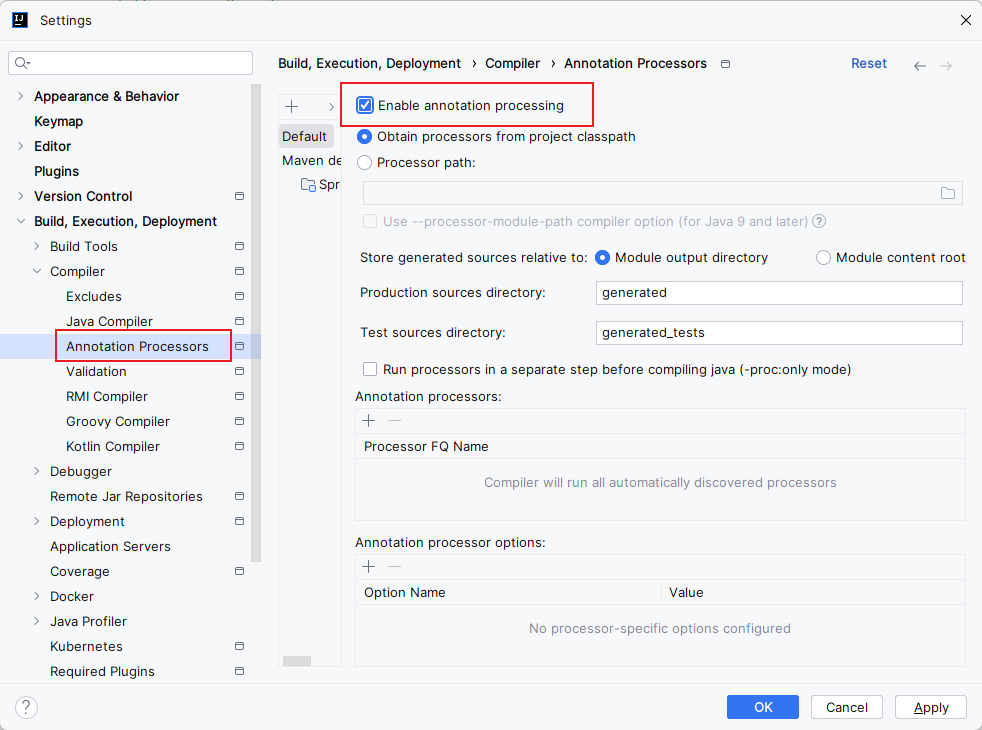 Settings
Build, Execution, Deployment › Compiler › Annotation Processors
Reset
Appearance & Behavior
Keymap
Editor
Plugins
Version Control
Build, Execution, Deployment
Build Tools
Compiler
Excludes
Java Compiler
Annotation Processors
Validation
RMI Compiler
Groovy Compiler
Kotlin Compiler
Debugger
Remote Jar Repositories
Deployment
Application Servers
Coverage
Docker
Java Profiler
Kubernetes
Required Plugins
Default
Maven de
Spr
Enable annotation processing
Obtain processors from project classpath
Processor path:
Use --processor-module-path compiler option (for Java 9 and later) ?
Store generated sources relative to: Module output directory Module content root
Production sources directory: generated
Test sources directory: generated_tests
Run processors in a separate step before compiling java (-proc:only mode)
Annotation processors:
Processor FQ Name
Compiler will run all automatically discovered processors
Annotation processor options:
Option Name Value
No processor-specific options configured
?
OK Cancel Apply